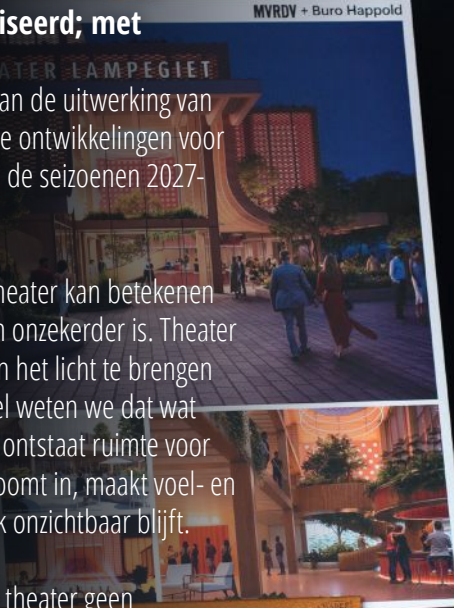 MVRDV + Buro Happold
iseerd; met
ATER LAMPEGIET
an de uitwerking van
e ontwikkelingen voor
de seizoenen 2027-
heater kan betekenen
n onzekerder is. Theater
n het licht te brengen
el weten we dat wat
ontstaat ruimte voor
oomt in, maakt voel- en
k onzichtbaar blijft.
theater geen